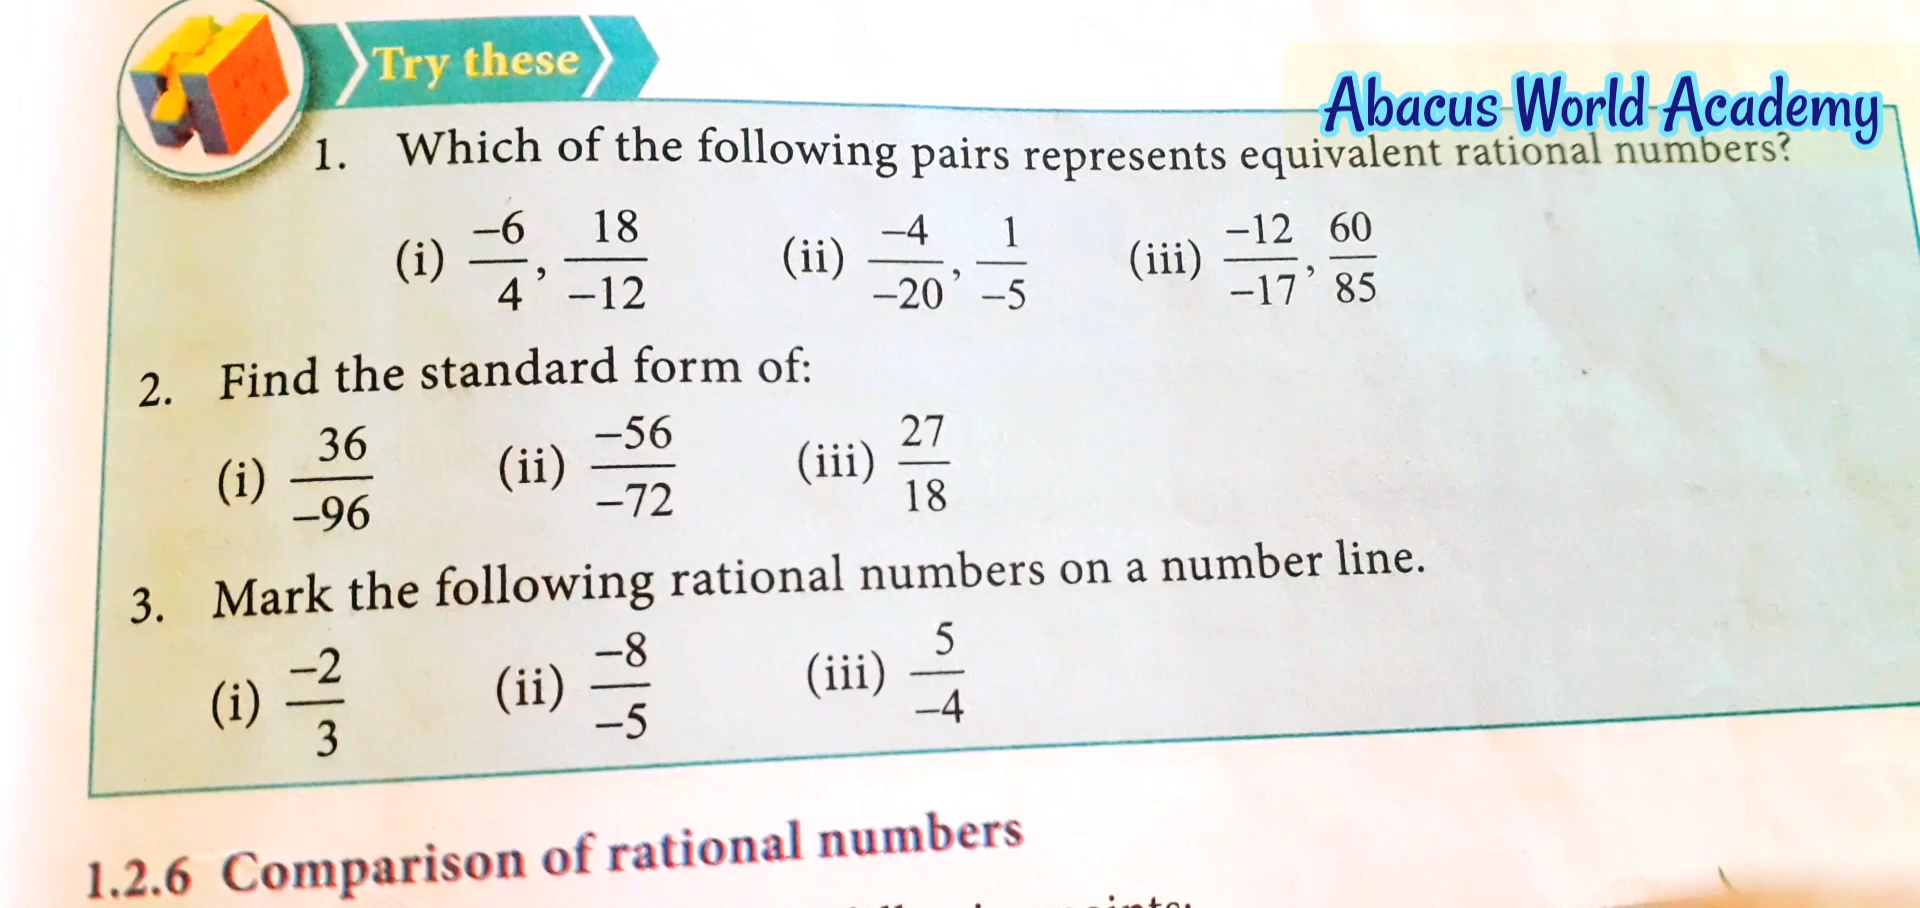 Try these
Abacus World Academy
1. Which of the following pairs represents equivalent rational numbers?
(i) −6/4, 18/−12 (ii) −4/−20, 1/−5 (iii) −12/−17, 60/85
2. Find the standard form of:
(i) 36/−96 (ii) −56/−72 (iii) 27/18
3. Mark the following rational numbers on a number line.
(i) −2/3 (ii) −8/−5 (iii) 5/−4
1.2.6 Comparison of rational numbers